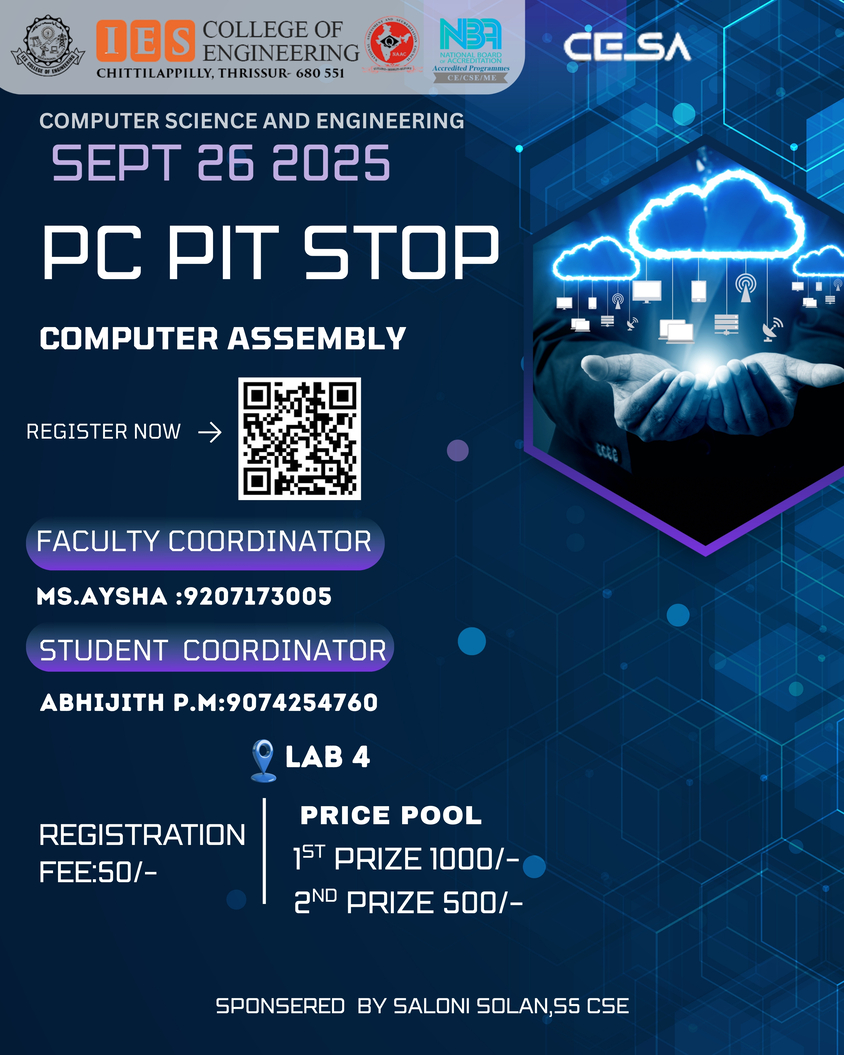 IES COLLEGE OF
ENGINEERING
CHITTILAPPILLY, THRISSUR- 680 551
NAAC
NBA
NATIONAL BOARD
OF ACCREDITATION
Accredited Programmes
CE/CSE/ME
CESA
COMPUTER SCIENCE AND ENGINEERING
SEPT 26 2025
PC PIT STOP
COMPUTER ASSEMBLY
REGISTER NOW →
FACULTY COORDINATOR
MS.AYSHA :9207173005
STUDENT COORDINATOR
ABHIJITH P.M:9074254760
LAB 4
REGISTRATION
FEE:50/-
PRICE POOL
1ST PRIZE 1000/-
2ND PRIZE 500/-
SPONSERED BY SALONI SOLAN,S5 CSE